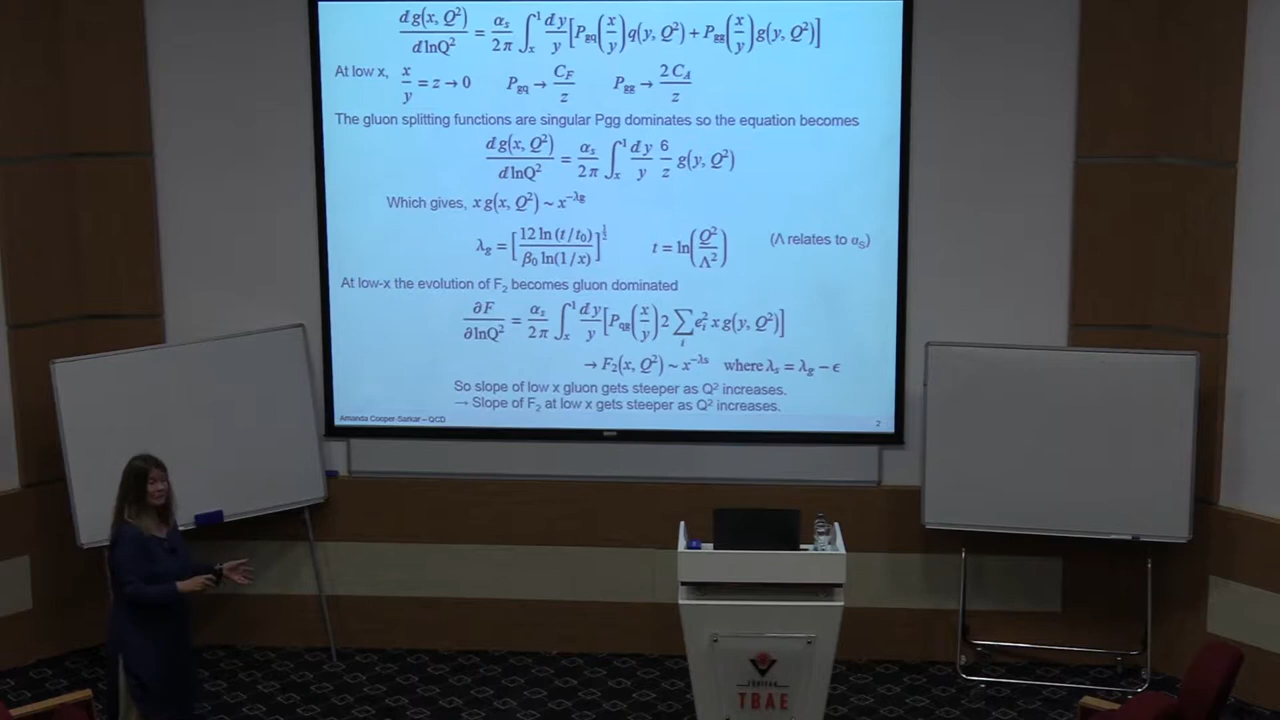 dg(x, Q²)/dlnQ² = αs/2π ∫ₓ¹ dy/y [Pgq(x/y) q(y, Q²) + Pgg(x/y) g(y, Q²)]
At low x, x/y = z → 0 Pgq → CF/z Pgg → 2CA/z
The gluon splitting functions are singular Pgg dominates so the equation becomes
dg(x, Q²)/dlnQ² = αs/2π ∫ₓ¹ dy/y 6/z g(y, Q²)
Which gives, x g(x, Q²) ~ x^−λg
λg = [12 ln(t/t₀)/β₀ ln(1/x)]^½ t = ln(Q²/Λ²) (Λ relates to αS)
At low-x the evolution of F₂ becomes gluon dominated
∂F/∂lnQ² = αs/2π ∫ₓ¹ dy/y [Pqg(x/y) 2 ∑ᵢ eᵢ² x g(y, Q²)]
→ F₂(x, Q²) ~ x^−λs where λs = λg − ϵ
So slope of low x gluon gets steeper as Q² increases.
→ Slope of F₂ at low x gets steeper as Q² increases.
Amanda Cooper-Sarkar – QCD 2
TBAE